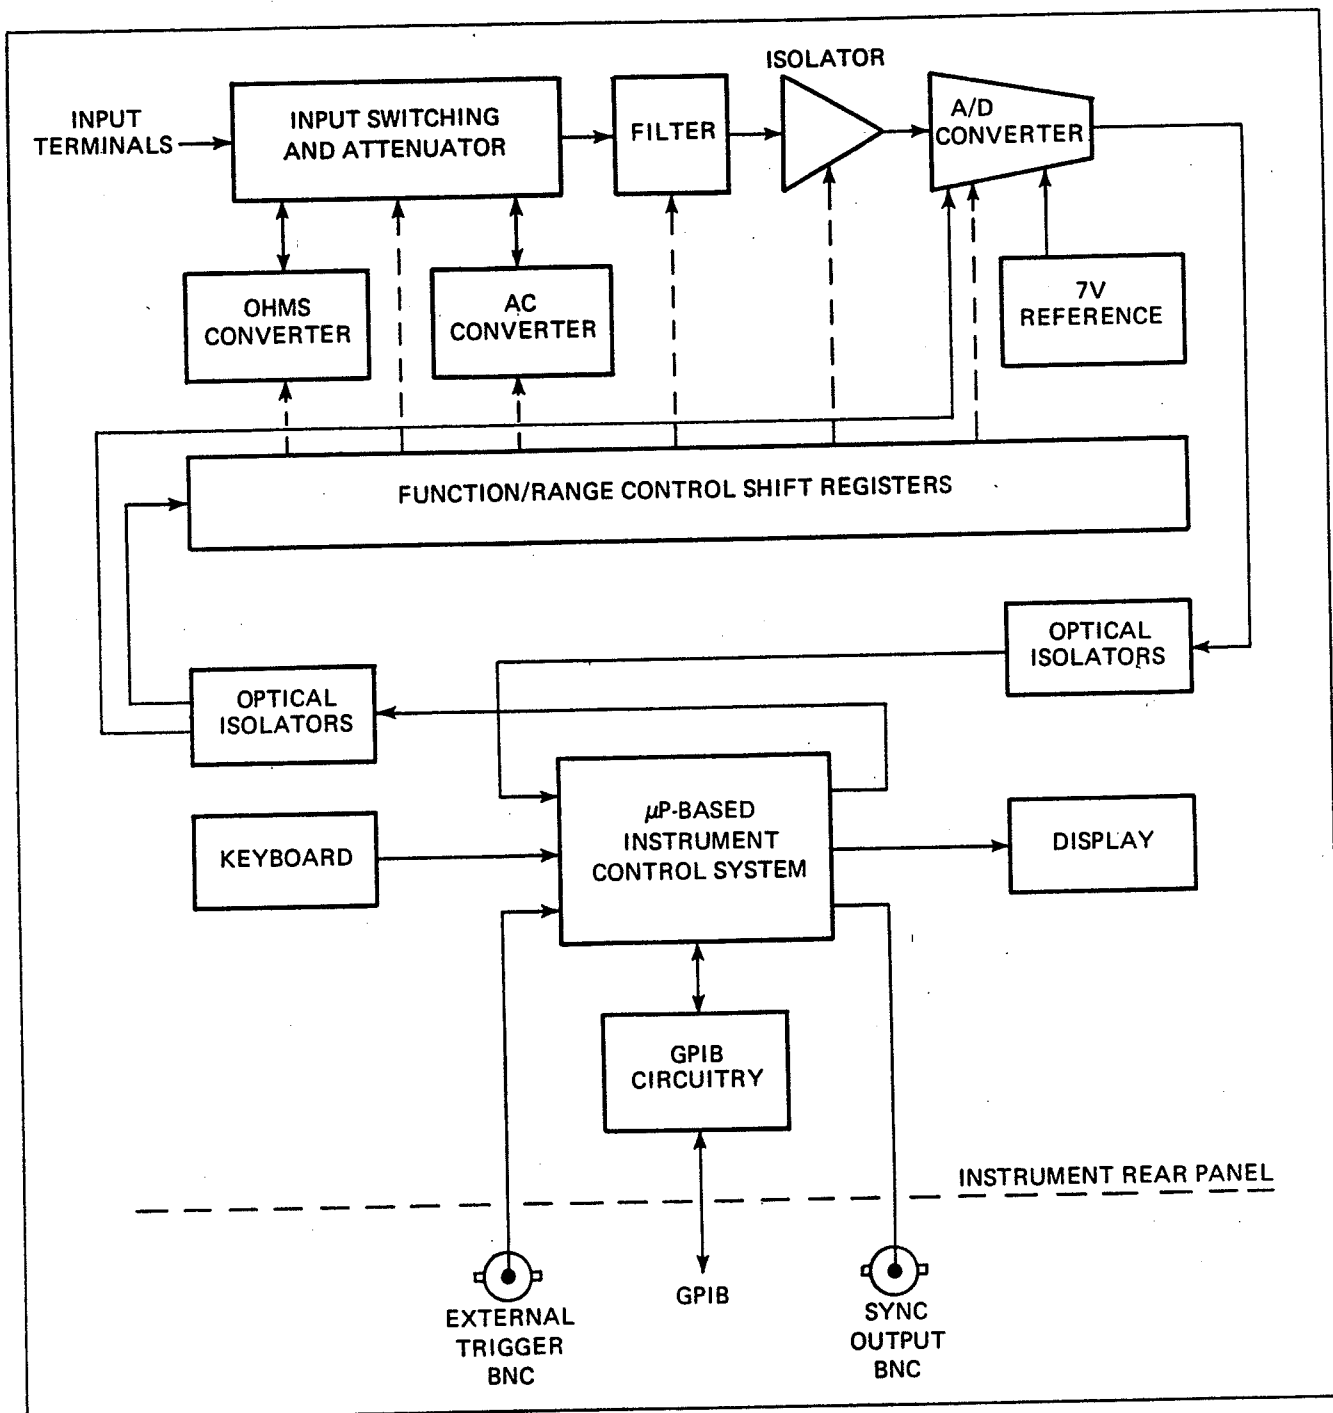 ISOLATOR
INPUT
TERMINALS
INPUT SWITCHING
AND ATTENUATOR
FILTER
A/D
CONVERTER
OHMS
CONVERTER
AC
CONVERTER
7V
REFERENCE
FUNCTION/RANGE CONTROL SHIFT REGISTERS
OPTICAL
ISOLATORS
OPTICAL
ISOLATORS
KEYBOARD
µP-BASED
INSTRUMENT
CONTROL SYSTEM
DISPLAY
GPIB
CIRCUITRY
INSTRUMENT REAR PANEL
EXTERNAL
TRIGGER
BNC
GPIB
SYNC
OUTPUT
BNC